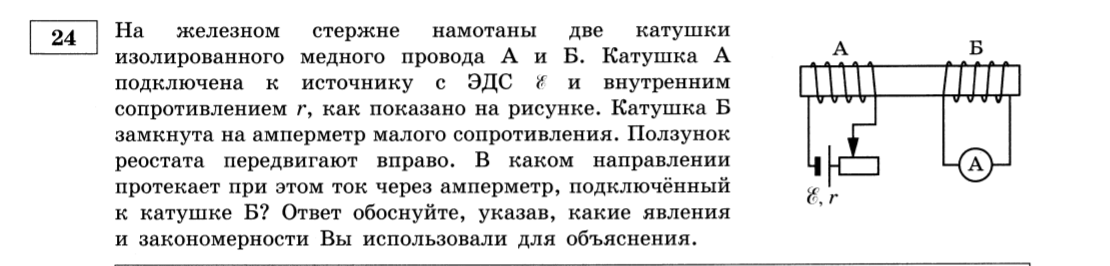 24
На железном стержне намотаны две катушки
изолированного медного провода А и Б. Катушка А
подключена к источнику с ЭДС ℰ и внутренним
сопротивлением r, как показано на рисунке. Катушка Б
замкнута на амперметр малого сопротивления. Ползунок
реостата передвигают вправо. В каком направлении
протекает при этом ток через амперметр, подключённый
к катушке Б? Ответ обоснуйте, указав, какие явления
и закономерности Вы использовали для объяснения.
А Б
А
ℰ, r